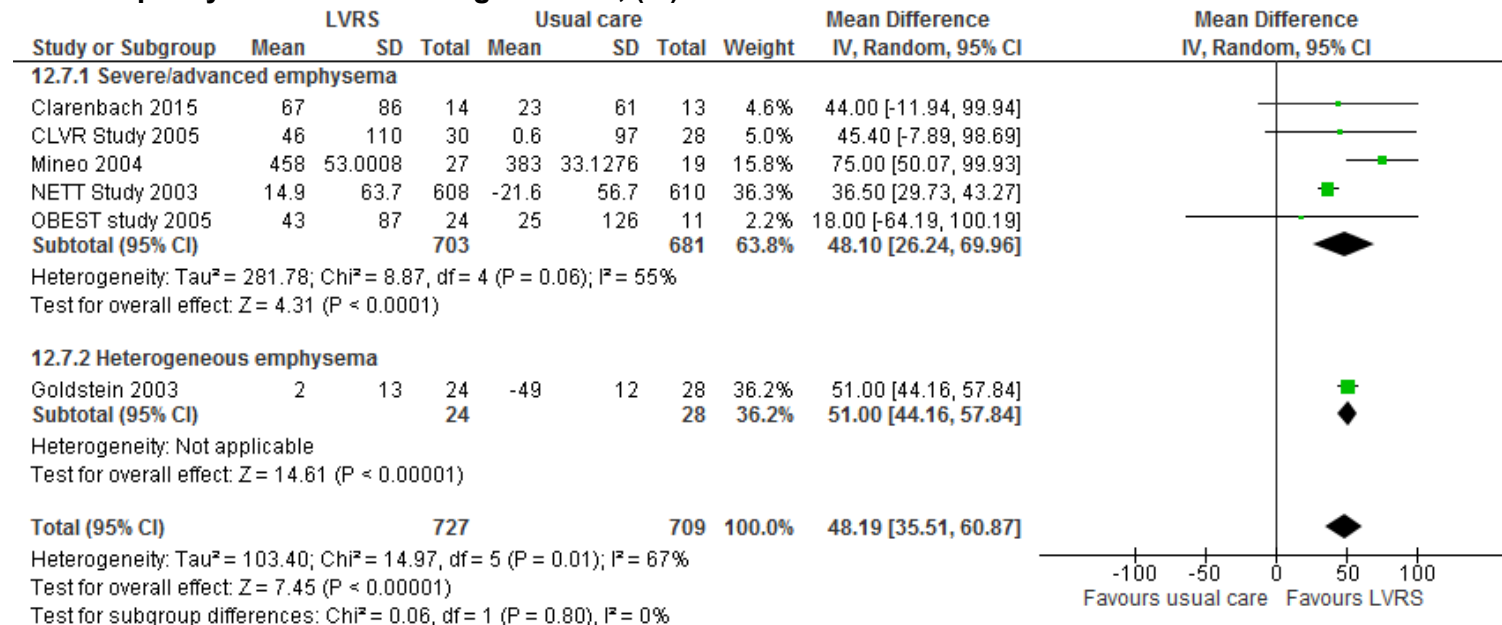 LVRS Usual care Mean Difference Mean Difference
Study or Subgroup Mean SD Total Mean SD Total Weight IV, Random, 95% CI IV, Random, 95% CI
12.7.1 Severe/advanced emphysema
Clarenbach 2015 67 86 14 23 61 13 4.6% 44.00 [-11.94, 99.94]
CLVR Study 2005 46 110 30 0.6 97 28 5.0% 45.40 [-7.89, 98.69]
Mineo 2004 458 53.0008 27 383 33.1276 19 15.8% 75.00 [50.07, 99.93]
NETT Study 2003 14.9 63.7 608 -21.6 56.7 610 36.3% 36.50 [29.73, 43.27]
OBEST study 2005 43 87 24 25 126 11 2.2% 18.00 [-64.19, 100.19]
Subtotal (95% CI) 703 681 63.8% 48.10 [26.24, 69.96]
Heterogeneity: Tau² = 281.78; Chi² = 8.87, df = 4 (P = 0.06); I² = 55%
Test for overall effect: Z = 4.31 (P < 0.0001)
12.7.2 Heterogeneous emphysema
Goldstein 2003 2 13 24 -49 12 28 36.2% 51.00 [44.16, 57.84]
Subtotal (95% CI) 24 28 36.2% 51.00 [44.16, 57.84]
Heterogeneity: Not applicable
Test for overall effect: Z = 14.61 (P < 0.00001)
Total (95% CI) 727 709 100.0% 48.19 [35.51, 60.87]
Heterogeneity: Tau² = 103.40; Chi² = 14.97, df = 5 (P = 0.01); I² = 67%
Test for overall effect: Z = 7.45 (P < 0.00001)
Test for subgroup differences: Chi² = 0.06, df = 1 (P = 0.80), I² = 0%
-100 -50 0 50 100
Favours usual care Favours LVRS